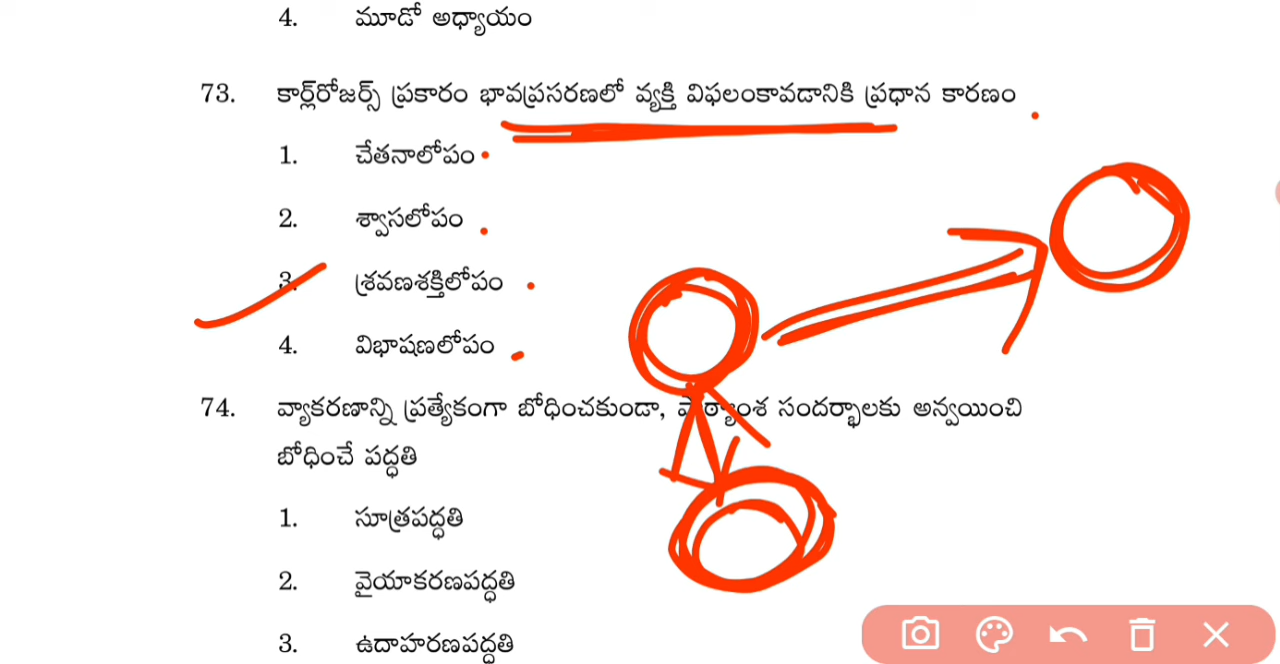 4. మూడో అధ్యాయం
73. కార్ల్‌రోజర్స్ ప్రకారం భావప్రసరణలో వ్యక్తి విఫలంకావడానికి ప్రధాన కారణం
1. చేతనాలోపం
2. శ్వాసలోపం
3. శ్రవణశక్తిలోపం
4. విభాషణలోపం
74. వ్యాకరణాన్ని ప్రత్యేకంగా బోధించకుండా, పాఠ్యాంశ సందర్భాలకు అన్వయించి
బోధించే పద్ధతి
1. సూత్రపద్ధతి
2. వైయాకరణపద్ధతి
3. ఉదాహరణపద్ధతి